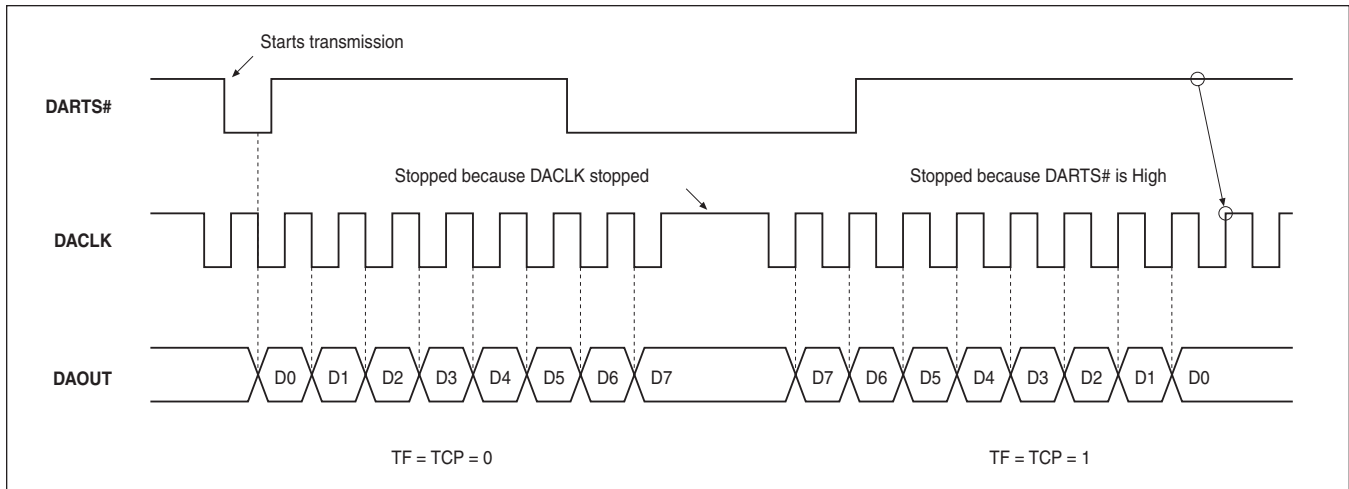 Starts transmission
DARTS#
Stopped because DACLK stopped
Stopped because DARTS# is High
DACLK
DAOUT
D0 D1 D2 D3 D4 D5 D6 D7 D7 D6 D5 D4 D3 D2 D1 D0
TF = TCP = 0
TF = TCP = 1